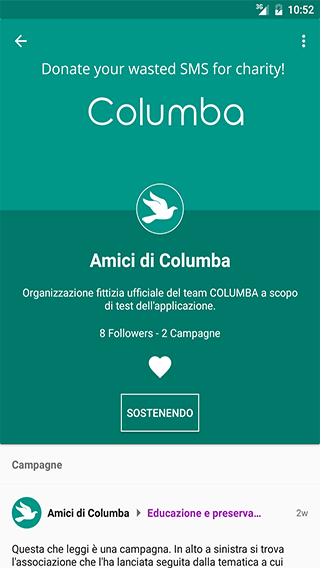 3G 10:52
Donate your wasted SMS for charity!
Columba
Amici di Columba
Organizzazione fittizia ufficiale del team COLUMBA a scopo
di test dell'applicazione.
8 Followers - 2 Campagne
SOSTENENDO
Campagne
Amici di Columba Educazione e preserva... 2w
Questa che leggi è una campagna. In alto a sinistra si trova
l'associazione che l'ha lanciata seguita dalla tematica a cui